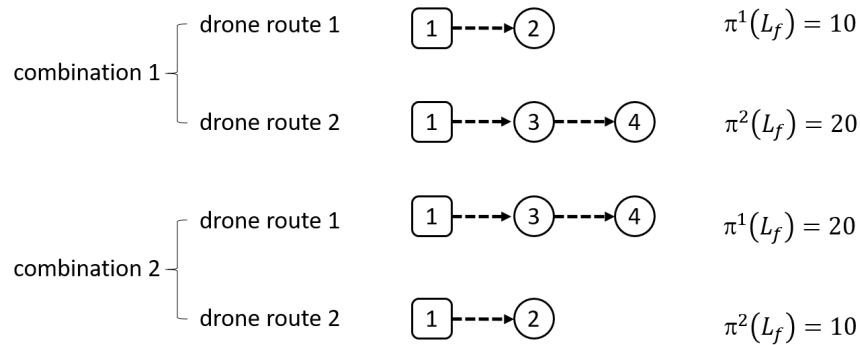 drone route 1 1 2 π¹(L_f) = 10
combination 1
drone route 2 1 3 4 π²(L_f) = 20
drone route 1 1 3 4 π¹(L_f) = 20
combination 2
drone route 2 1 2 π²(L_f) = 10